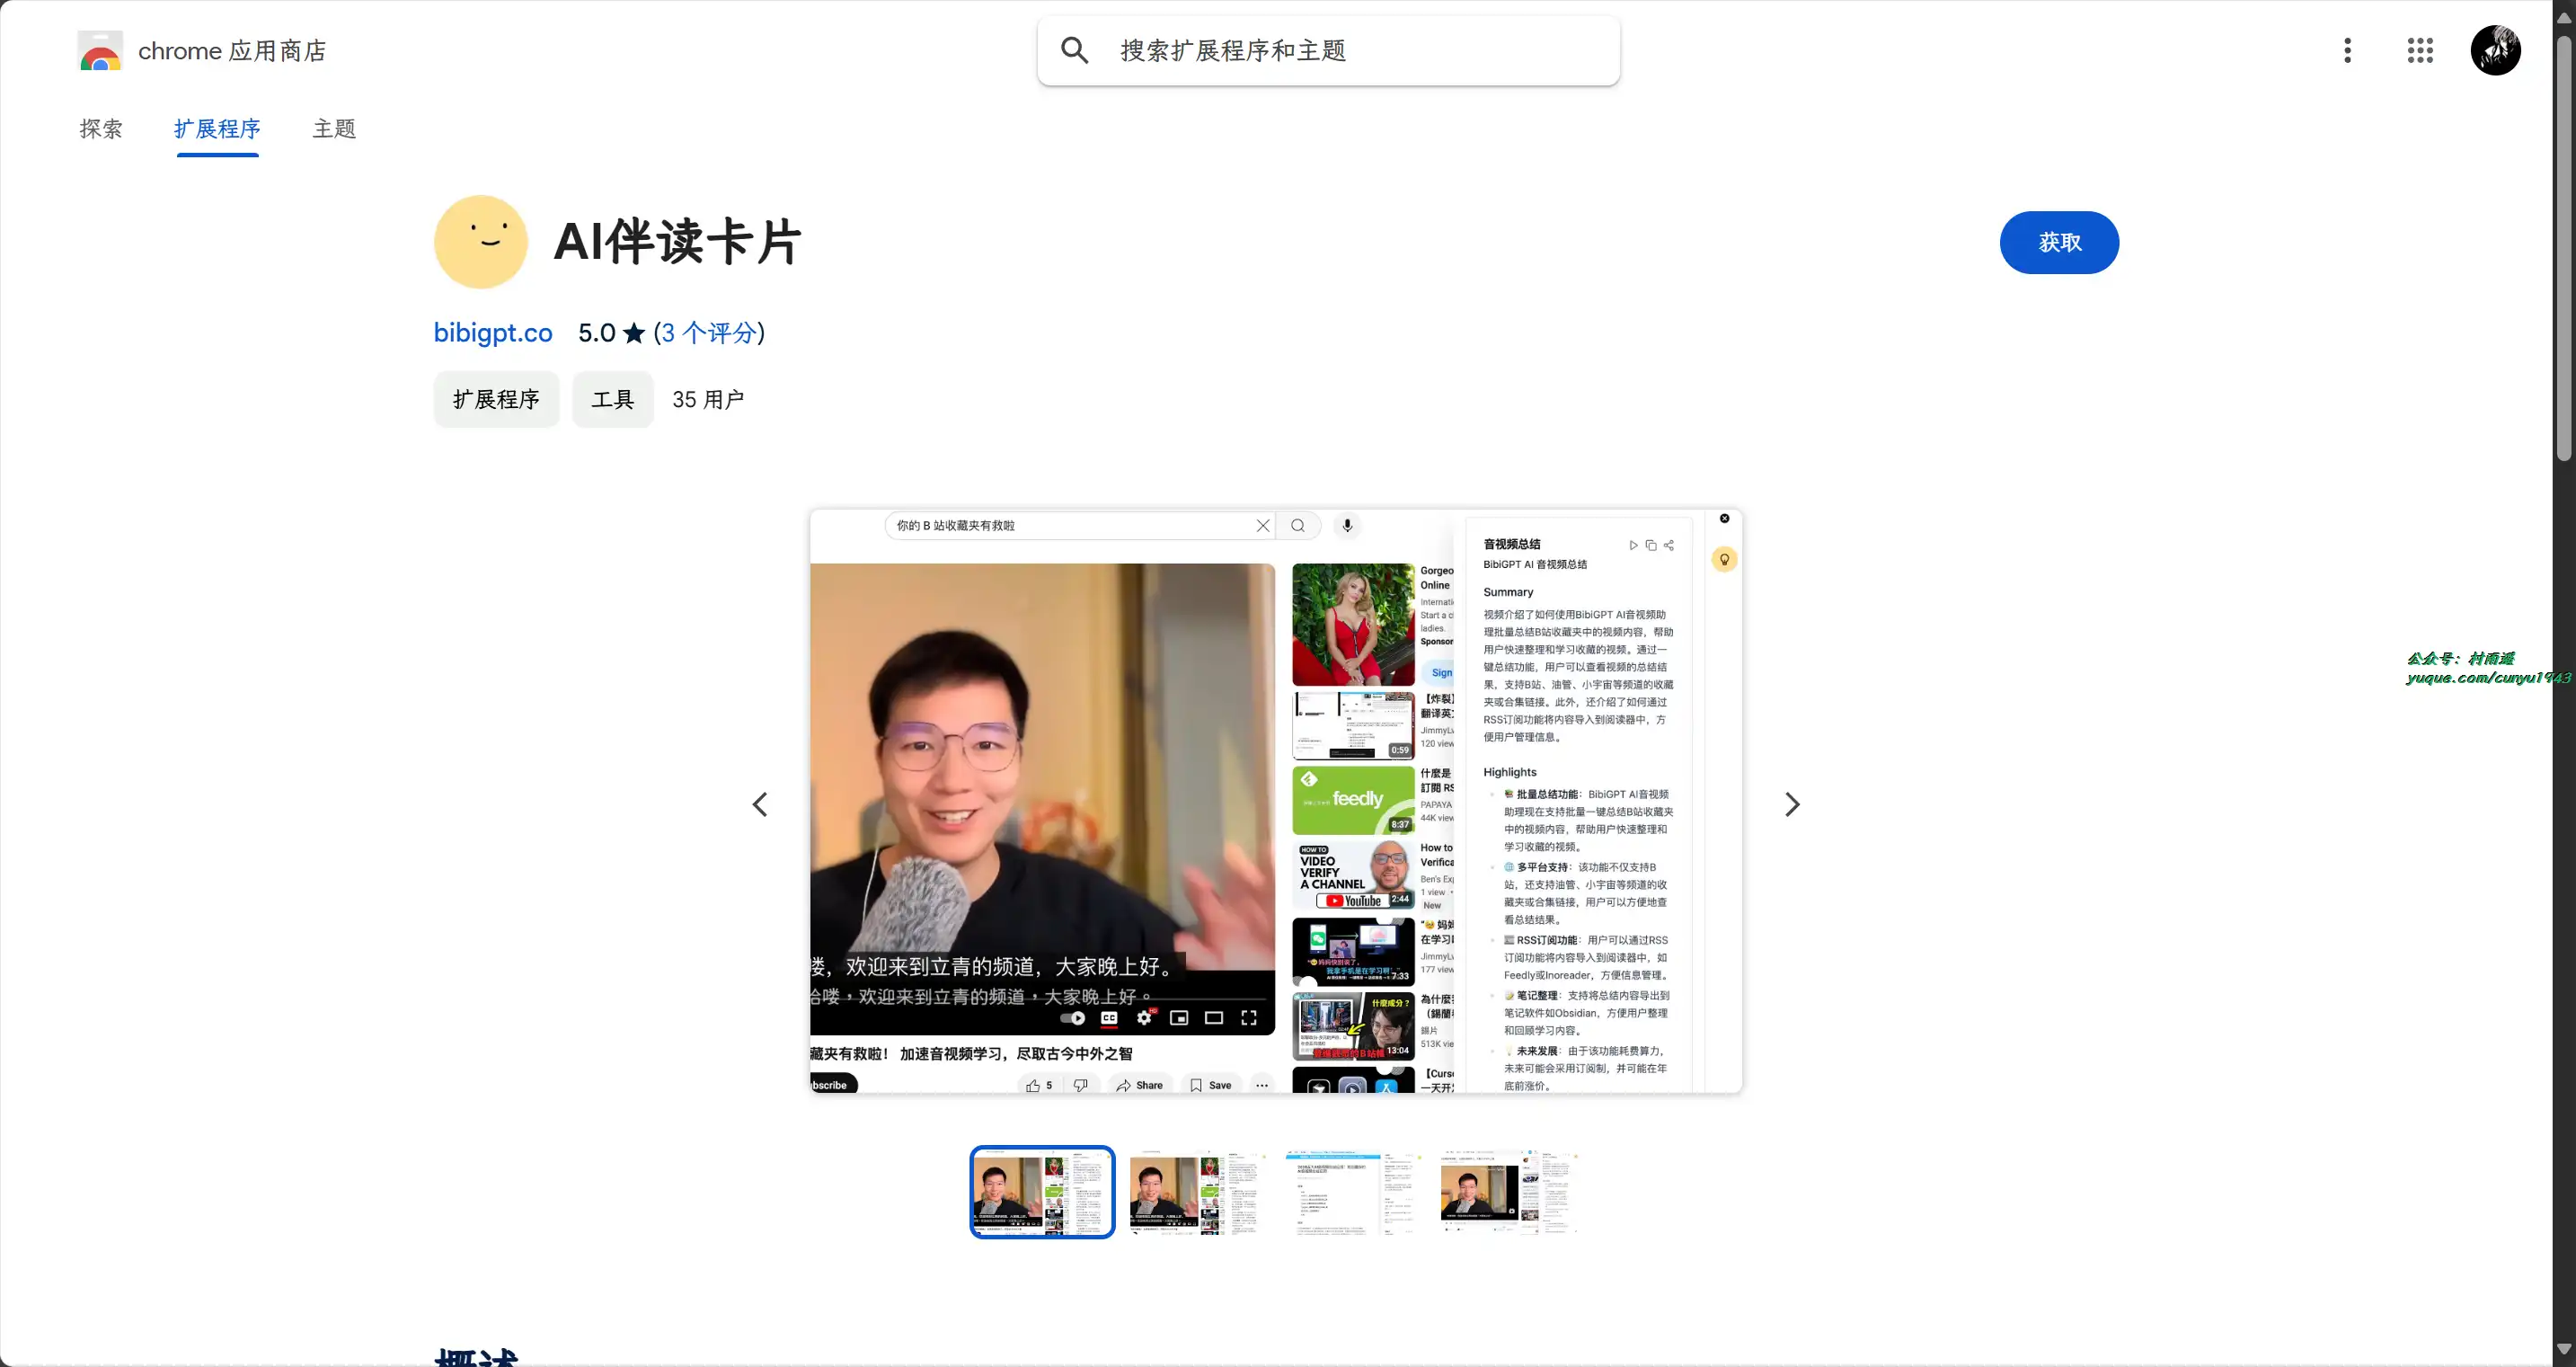 chrome 应用商店
搜索扩展程序和主题
探索
扩展程序
主题
AI伴读卡片
获取
bibigpt.co 5.0 ★ (3 个评分)
扩展程序
工具
35 用户
你的 B 站收藏夹有救啦
喽，欢迎来到立青的频道，大家晚上好。
哈喽，欢迎来到立青的频道，大家晚上好。
藏夹有救啦！ 加速音视频学习，尽取古今中外之智
bscribe
5
Share
Save
Gorgeo
Online
Internati
Start a c
ladies.
Sponsor
Sign
【炸裂】
翻译英文
JimmyLv
120 view
0:59
什麼是
訂閱 RS
PAPAYA
44K view
feedly
8:37
How to
Verifica
Ben's Exp
1 view
New
HOW TO
VIDEO
VERIFY
A CHANNEL
YouTube
2:44
“🥹 妈妈
在学习啊
JimmyLv
177 view
7:33
為什麼
513K vie
什麼成分？
13:04
【Curso
一天开发
音视频总结
BibiGPT AI 音视频总结
Summary
视频介绍了如何使用BibiGPT AI音视频助
理批量总结B站收藏夹中的视频内容，帮助
用户快速整理和学习收藏的视频。通过一
键总结功能，用户可以查看视频的总结结
果，支持B站、油管、小宇宙等频道的收藏
夹或合集链接。此外，还介绍了如何通过
RSS订阅功能将内容导入到阅读器中，方
便用户管理信息。
Highlights
批量总结功能：BibiGPT AI音视频
助理现在支持批量一键总结B站收藏夹
中的视频内容，帮助用户快速整理和
学习收藏的视频。
多平台支持：该功能不仅支持B
站，还支持油管、小宇宙等频道的收
藏夹或合集链接，用户可以方便地查
看总结结果。
RSS订阅功能：用户可以通过RSS
订阅功能将内容导入到阅读器中，如
Feedly或Inoreader，方便信息管理。
笔记整理：支持将总结内容导出到
笔记软件如Obsidian，方便用户整理
和回顾学习内容。
未来发展：由于该功能耗费算力，
未来可能会采用订阅制，并可能在年
底前涨价。
公众号：村雨遥
yuque.com/cunyu1943
概述